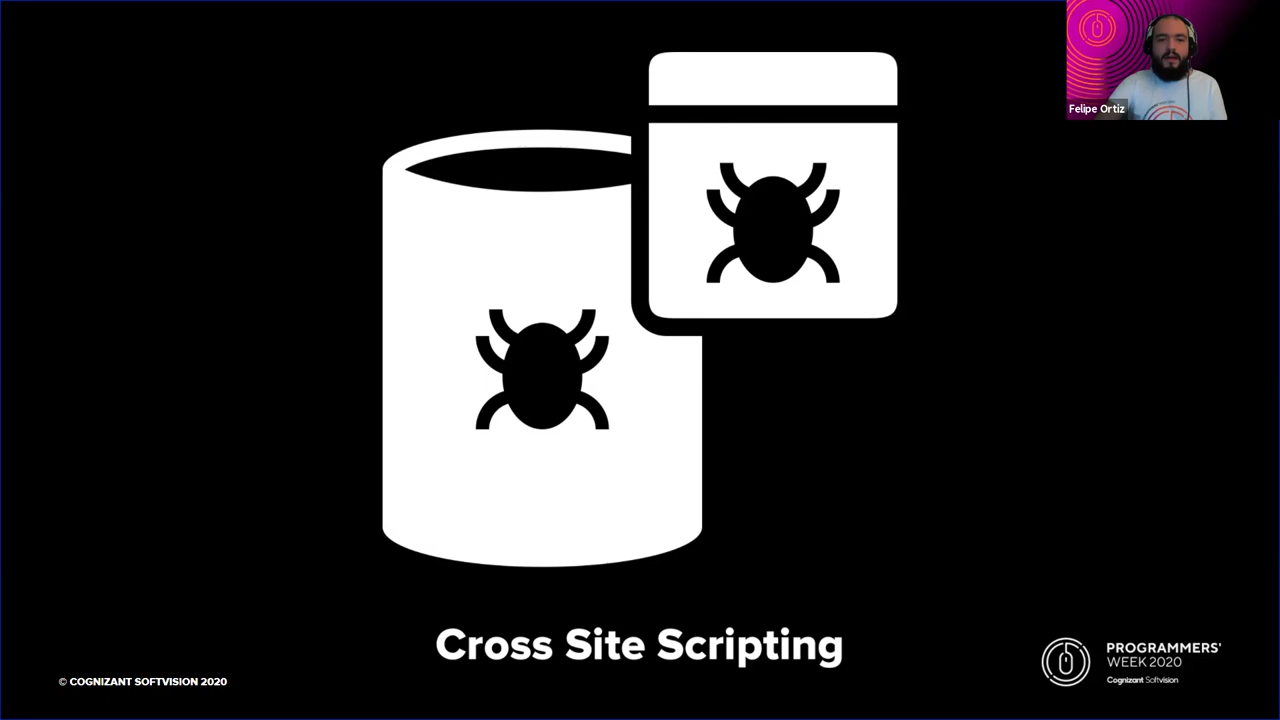 Felipe Ortiz
Cross Site Scripting
© COGNIZANT SOFTVISION 2020
PROGRAMMERS'
WEEK 2020
Cognizant Softvision